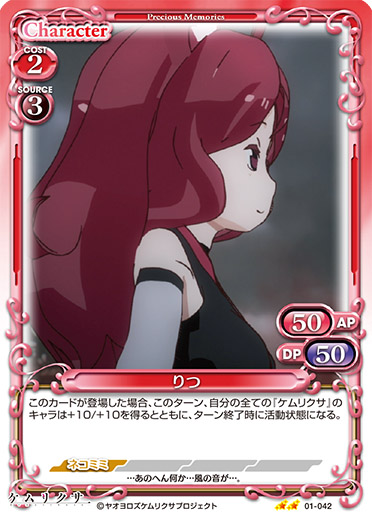 Precious Memories
Character
COST
2
SOURCE
3
50 AP
DP 50
りつ
このカードが登場した場合、このターン、自分の全ての『ケムリクサ』の
キャラは+10/+10を得るとともに、ターン終了時に活動状態になる。
ネコミミ
…あのへん何か…風の音が…。
ケムリクサ
©ヤオヨロズケムリクサプロジェクト
★★ 01-042